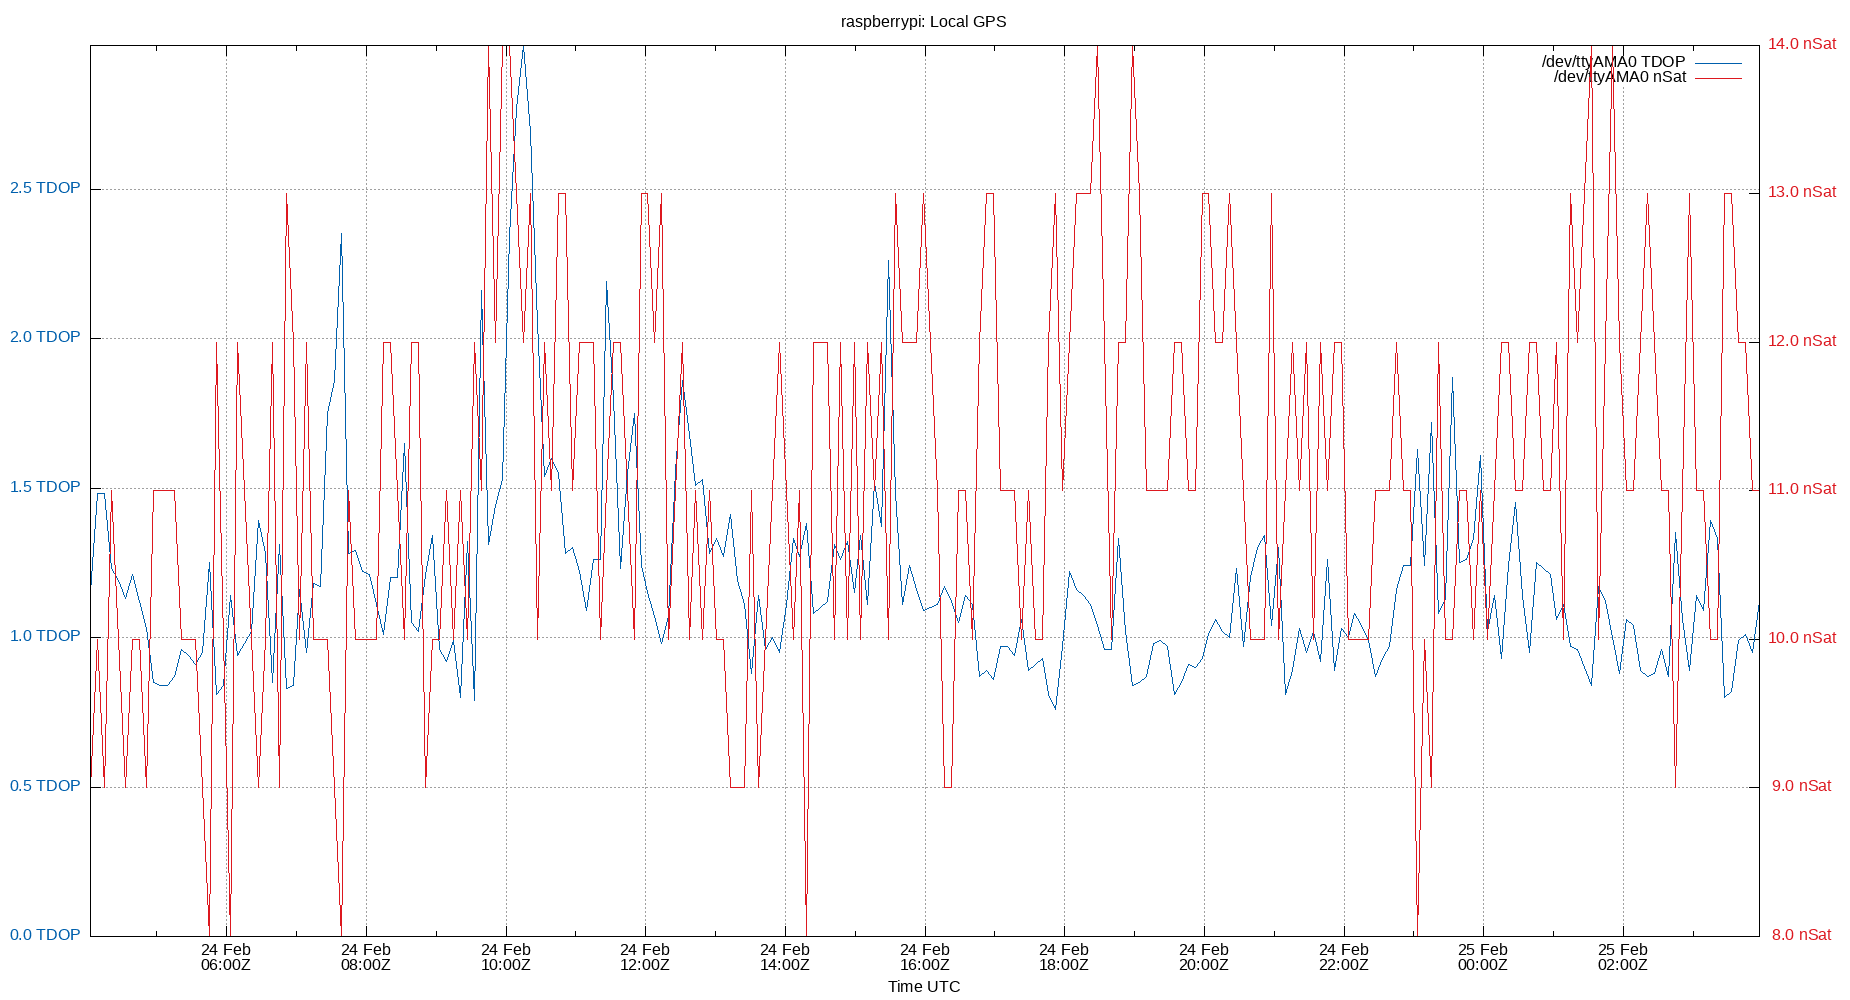 raspberrypi: Local GPS
/dev/ttyAMA0 TDOP
/dev/ttyAMA0 nSat
2.5 TDOP
2.0 TDOP
1.5 TDOP
1.0 TDOP
0.5 TDOP
0.0 TDOP
14.0 nSat
13.0 nSat
12.0 nSat
11.0 nSat
10.0 nSat
9.0 nSat
8.0 nSat
24 Feb
06:00Z
24 Feb
08:00Z
24 Feb
10:00Z
24 Feb
12:00Z
24 Feb
14:00Z
24 Feb
16:00Z
24 Feb
18:00Z
24 Feb
20:00Z
24 Feb
22:00Z
25 Feb
00:00Z
25 Feb
02:00Z
Time UTC